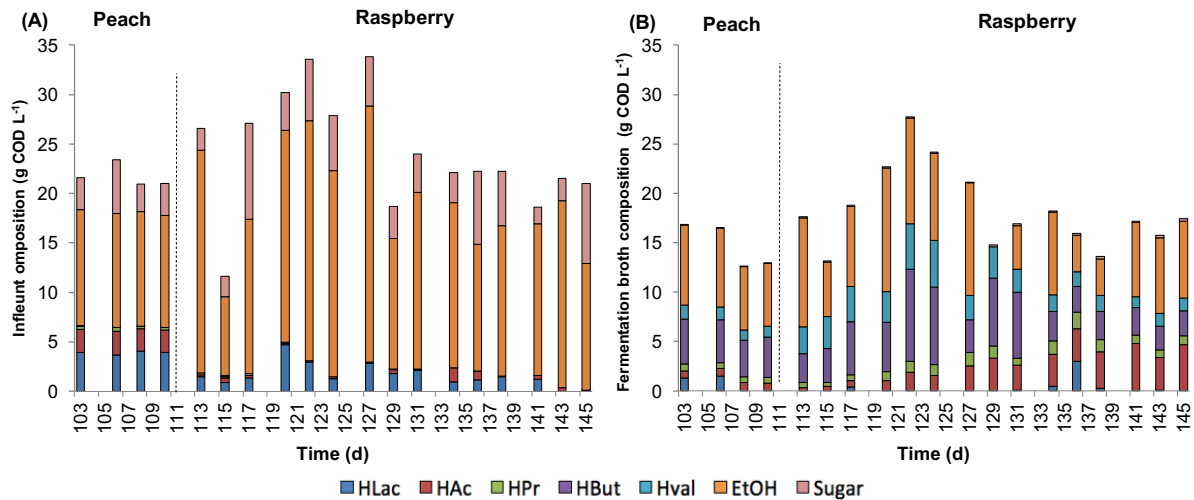 (A)
Peach
Raspberry
Infleunt omposition (g COD L-1)
35
30
25
20
15
10
5
0
103 105 107 109 111 113 115 117 119 121 123 125 127 129 131 133 135 137 139 141 143 145
Time (d)
(B)
Peach
Raspberry
Fermentation broth composition (g COD L-1)
35
30
25
20
15
10
5
0
103 105 107 109 111 113 115 117 119 121 123 125 127 129 131 133 135 137 139 141 143 145
Time (d)
HLac HAc HPr HBut Hval EtOH Sugar